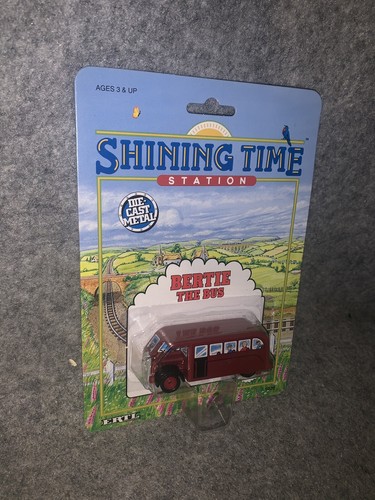 AGES 3 & UP
SHINING TIME
STATION
DIE-
CAST
METAL
BERTIE
THE BUS
ERTL